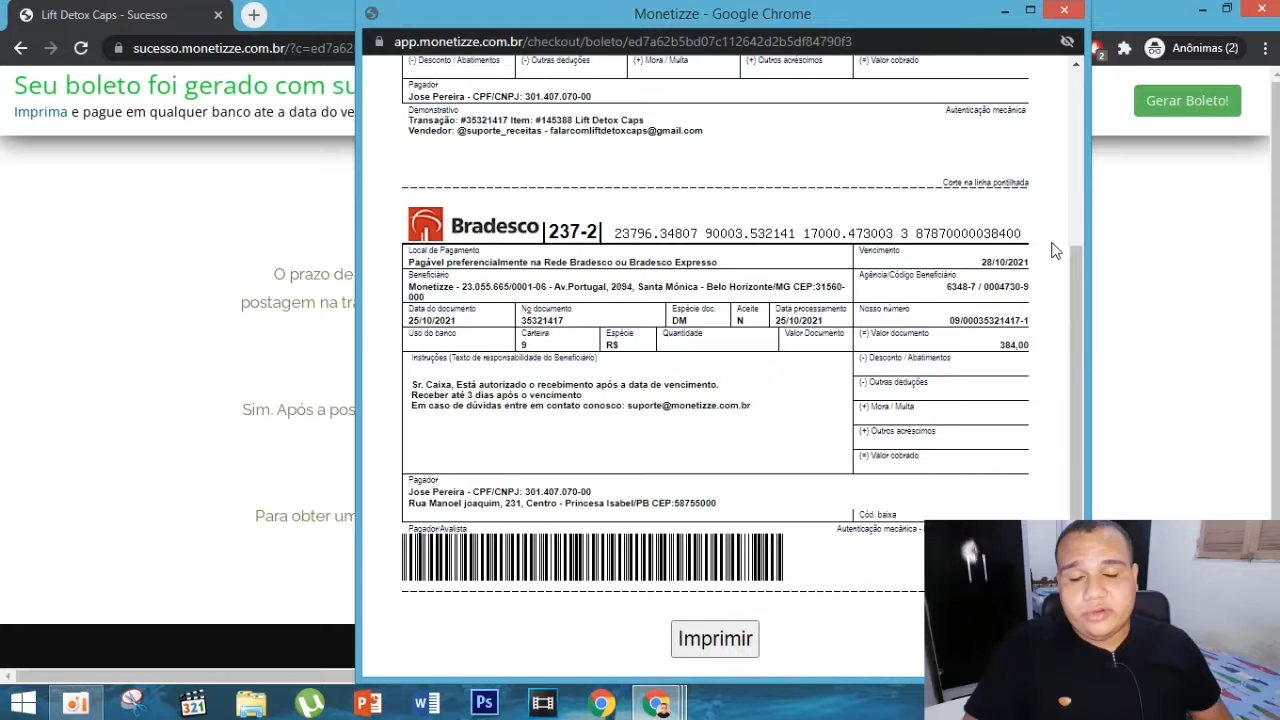 Lift Detox Caps - Sucesso
Monetizze - Google Chrome
sucesso.monetizze.com.br/?c=ed7a62
app.monetizze.com.br/checkout/boleto/ed7a62b5bd07c112642d2b5df84790f3
Anônimas (2)
Seu boleto foi gerado com su
Imprima e pague em qualquer banco ate a data do ve
Gerar Boleto!
(-) Desconto / Abatimentos
(-) Outras deduções
(+) Mora / Multa
(+) Outros acréscimos
(=) Valor cobrado
Pagador
Jose Pereira - CPF/CNPJ: 301.407.070-00
Demonstrativo
Autenticação mecânica
Transação: #35321417 Item: #145388 Lift Detox Caps
Vendedor: @suporte_receitas - falarcomliftdetoxcaps@gmail.com
Corte na linha pontilhada
Bradesco 237-2 23796.34807 90003.532141 17000.473003 3 87870000038400
Local de Pagamento
Vencimento
Pagável preferencialmente na Rede Bradesco ou Bradesco Expresso
28/10/2021
Beneficiário
Agência/Código Beneficiário
Monetizze - 23.055.665/0001-06 - Av.Portugal, 2094, Santa Mônica - Belo Horizonte/MG CEP:31560-
000
6348-7 / 0004730-9
Data do documento
No documento
Espécie doc.
Aceite
Data processamento
Nosso número
25/10/2021
35321417
DM
N
25/10/2021
09/00035321417-1
Uso do banco
Carteira
Espécie
Quantidade
Valor Documento
(=) Valor documento
9
R$
384,00
Instruções (Texto de responsabilidade do Beneficiário)
(-) Desconto / Abatimentos
Sr. Caixa, Está autorizado o recebimento após a data de vencimento.
Receber até 3 dias após o vencimento
Em caso de dúvidas entre em contato conosco: suporte@monetizze.com.br
(-) Outras deduções
(+) Mora / Multa
(+) Outros acréscimos
(=) Valor cobrado
Pagador
Jose Pereira - CPF/CNPJ: 301.407.070-00
Rua Manoel joaquim, 231, Centro - Princesa Isabel/PB CEP:58755000
Cód. baixa
Pagador/Avalista
Autenticação mecânica -
Imprimir
O prazo de
postagem na tra
Sim. Após a pos
Para obter um
2
321
Ps